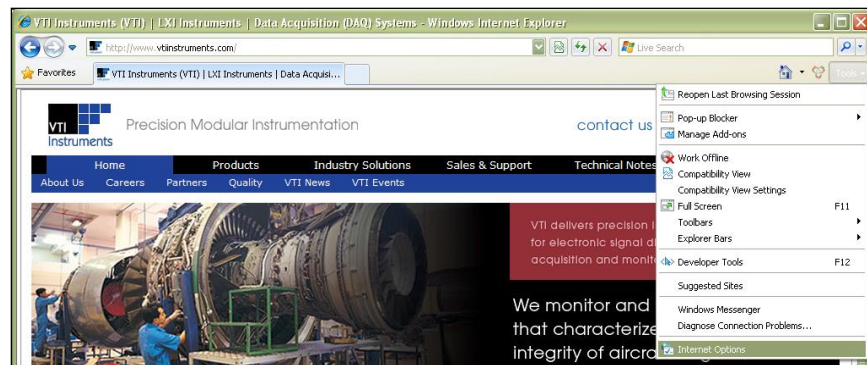 VTI Instruments (VTI) | LXI Instruments | Data Acquisition (DAQ) Systems - Windows Internet Explorer
http://www.vtiinstruments.com/
Live Search
Favorites
VTI Instruments (VTI) | LXI Instruments | Data Acquisi...
Tools
Reopen Last Browsing Session
Pop-up Blocker
Manage Add-ons
Work Offline
Compatibility View
Compatibility View Settings
Full Screen F11
Toolbars
Explorer Bars
Developer Tools F12
Suggested Sites
Windows Messenger
Diagnose Connection Problems...
Internet Options
VTI
Instruments
Precision Modular Instrumentation
contact us
Home Products Industry Solutions Sales & Support Technical Notes
About Us Careers Partners Quality VTI News VTI Events
VTI delivers precision
for electronic signal
acquisition and
We monitor and
that characterize
integrity of